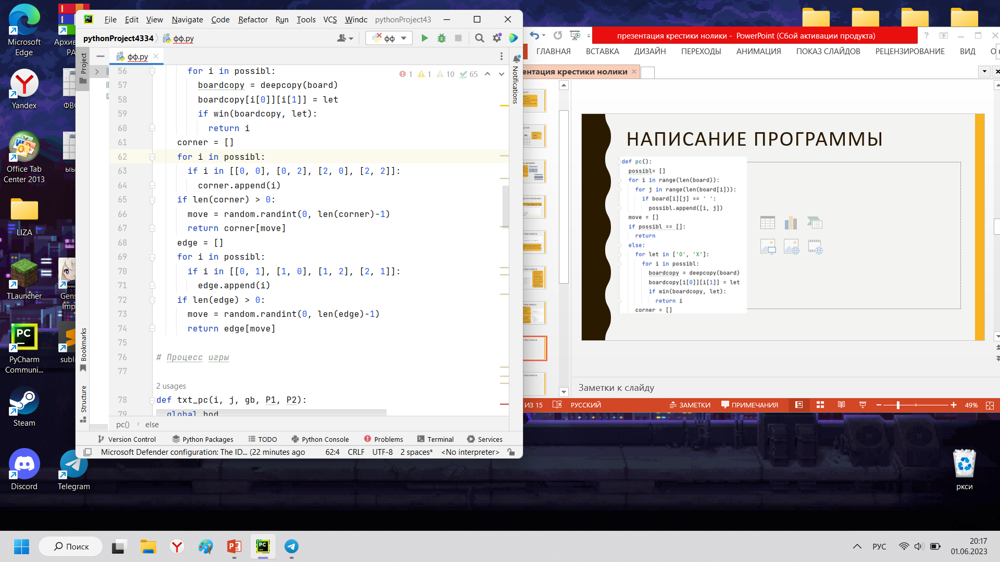 Microsoft
Edge
Yandex
Office Tab
Center 2013
LIZA
TLauncher
PyCharm
Communi...
Steam
Discord
Telegram
File Edit View Navigate Code Refactor Run Tools VCS Windo pythonProject43
pythonProject4334 фф.py
фф
фф.py
Project
Bookmarks
Structure
Notifications
1 1 10 65
56 for i in possibl:
57 boardcopy = deepcopy(board)
58 boardcopy[i[0]][i[1]] = let
59 if win(boardcopy, let):
60 return i
61 corner = []
62 for i in possibl:
63 if i in [[0, 0], [0, 2], [2, 0], [2, 2]]:
64 corner.append(i)
65 if len(corner) > 0:
66 move = random.randint(0, len(corner)-1)
67 return corner[move]
68 edge = []
69 for i in possibl:
70 if i in [[0, 1], [1, 0], [1, 2], [2, 1]]:
71 edge.append(i)
72 if len(edge) > 0:
73 move = random.randint(0, len(edge)-1)
74 return edge[move]
75
76 # Процесс игры
77
2 usages
78 def txt_pc(i, j, gb, P1, P2):
79 global hod
pc() › else
Version Control Python Packages TODO Python Console Problems Terminal Services
Microsoft Defender configuration: The ID... (22 minutes ago 62:4 CRLF UTF-8 2 spaces* <No interpreter>
презентация крестики нолики - PowerPoint (Сбой активации продукта)
ГЛАВНАЯ ВСТАВКА ДИЗАЙН ПЕРЕХОДЫ АНИМАЦИЯ ПОКАЗ СЛАЙДОВ РЕЦЕНЗИРОВАНИЕ ВИД
ентация крестики нолики
НАПИСАНИЕ ПРОГРАММЫ
def pc():
possibl= []
for i in range(len(board)):
for j in range(len(board[i])):
if board[i][j] == ' ':
possibl.append([i, j])
move = []
if possibl == []:
return
else:
for let in ['O', 'X']:
for i in possibl:
boardcopy = deepcopy(board)
boardcopy[i[0]][i[1]] = let
if win(boardcopy, let):
return i
corner = []
Заметки к слайду
ИЗ 15 РУССКИЙ ЗАМЕТКИ ПРИМЕЧАНИЯ 49%
ркси
Поиск
РУС
20:17
01.06.2023